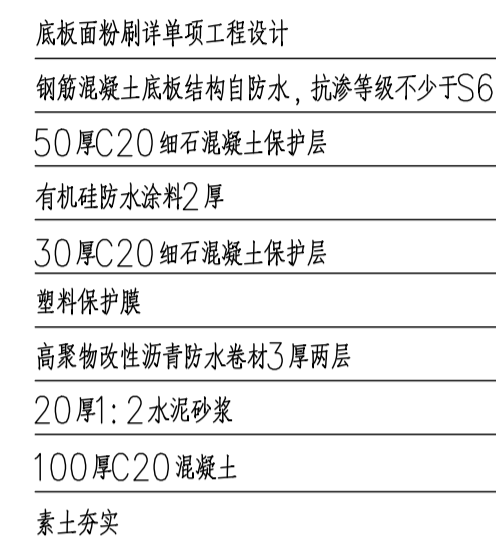 底板面粉刷详单项工程设计
钢筋混凝土底板结构自防水，抗渗等级不少于S6
50厚C20细石混凝土保护层
有机硅防水涂料2厚
30厚C20细石混凝土保护层
塑料保护膜
高聚物改性沥青防水卷材3厚两层
20厚1:2水泥砂浆
100厚C20混凝土
素土夯实